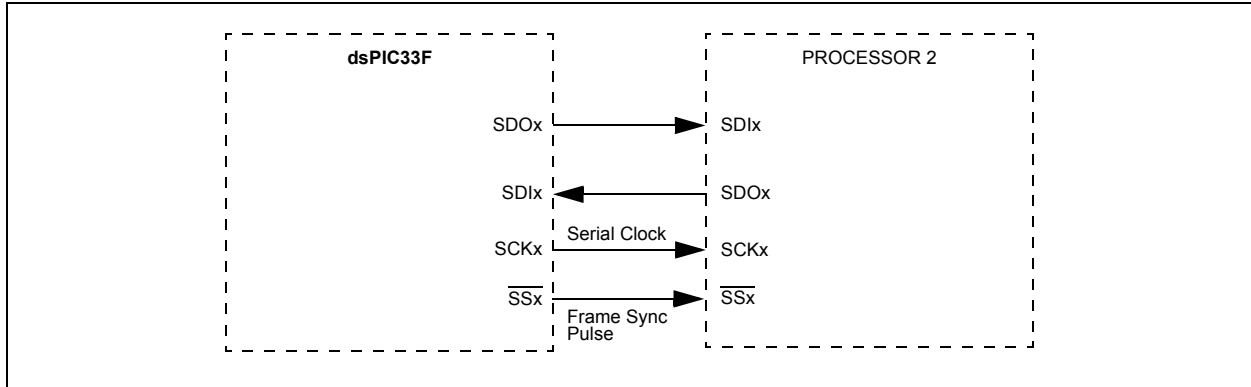 dsPIC33F
PROCESSOR 2
SDOx
SDIx
SDIx
SDOx
Serial Clock
SCKx
SCKx
SSx
SSx
Frame Sync
Pulse